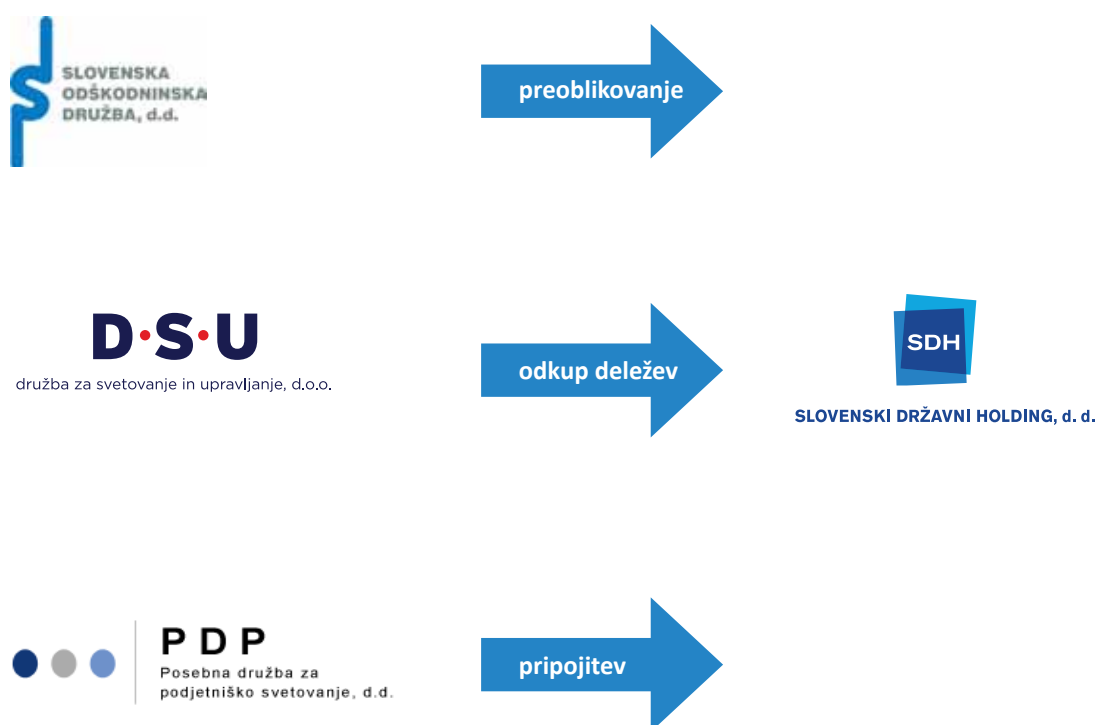 SLOVENSKA
ODŠKODNINSKA
DRUŽBA, d.d.
preoblikovanje
D·S·U
družba za svetovanje in upravljanje, d.o.o.
odkup deležev
SDH
SLOVENSKI DRŽAVNI HOLDING, d. d.
PDP
Posebna družba za
podjetniško svetovanje, d.d.
pripojitev